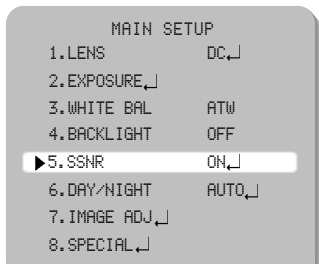 MAIN SETUP
1.LENS DC↵
2.EXPOSURE↵
3.WHITE BAL ATW
4.BACKLIGHT OFF
▶5.SSNR ON↵
6.DAY/NIGHT AUTO↵
7.IMAGE ADJ↵
8.SPECIAL↵